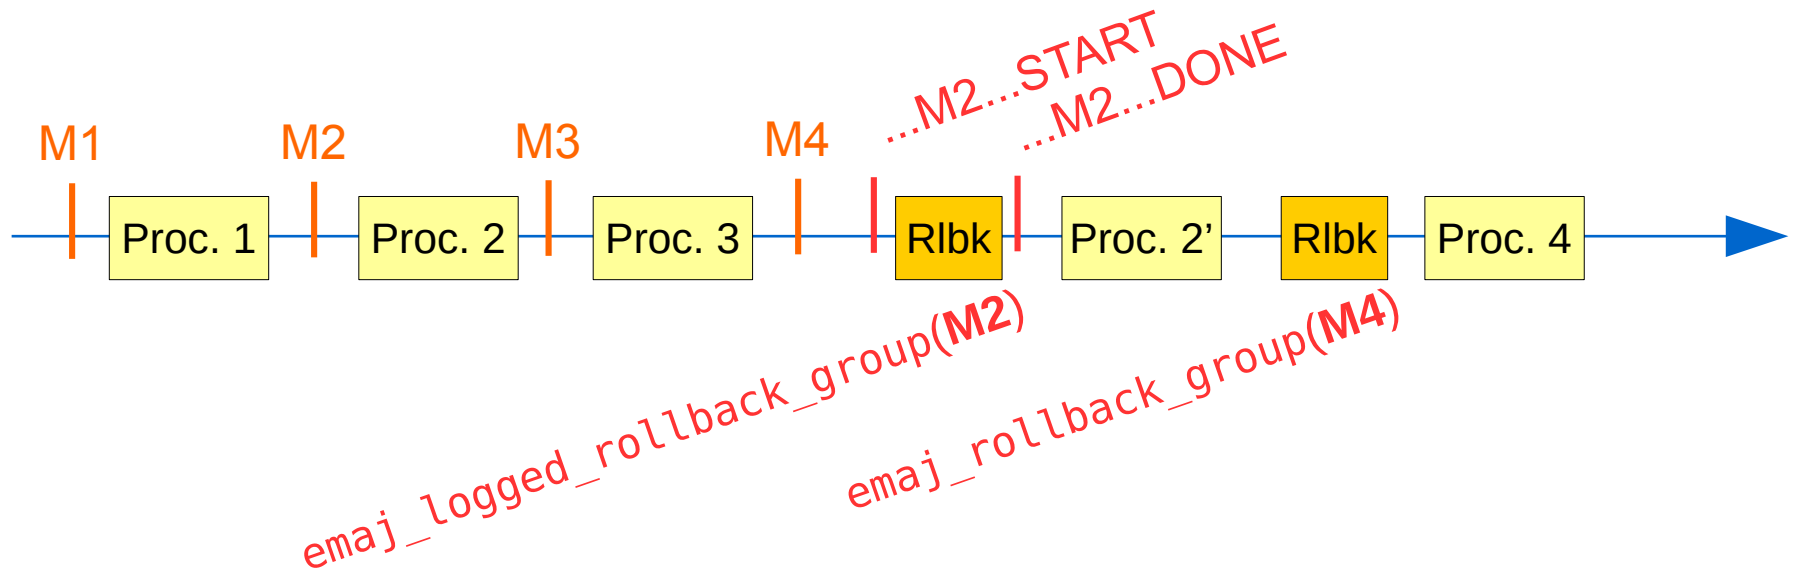 ...M2...START
...M2...DONE
M1 M2 M3 M4
Proc. 1 Proc. 2 Proc. 3 Rlbk Proc. 2’ Rlbk Proc. 4
emaj_logged_rollback_group(M2)
emaj_rollback_group(M4)